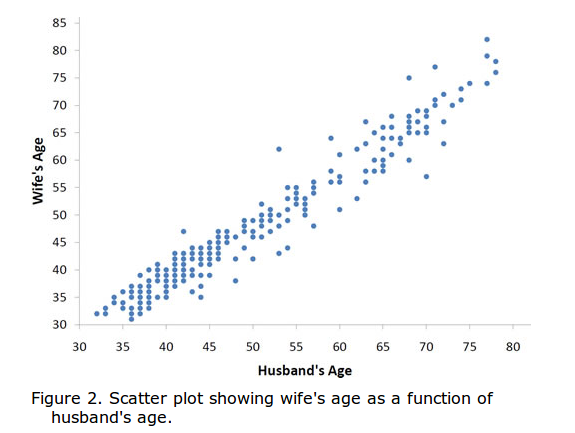 85
80
75
70
65
60
55
50
45
40
35
30
Wife's Age
30 35 40 45 50 55 60 65 70 75 80
Husband's Age
Figure 2. Scatter plot showing wife's age as a function of
husband's age.